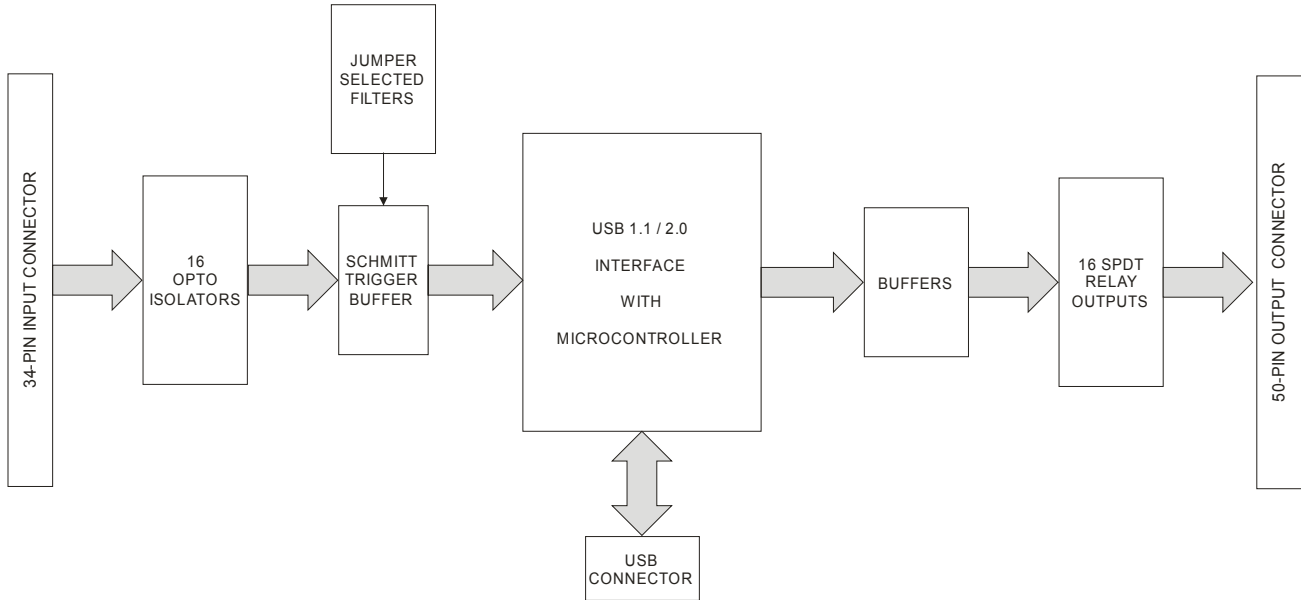 34-PIN INPUT CONNECTOR
16
OPTO
ISOLATORS
JUMPER
SELECTED
FILTERS
SCHMITT
TRIGGER
BUFFER
USB 1.1 / 2.0
INTERFACE
WITH
MICROCONTROLLER
USB
CONNECTOR
BUFFERS
16 SPDT
RELAY
OUTPUTS
50-PIN OUTPUT CONNECTOR